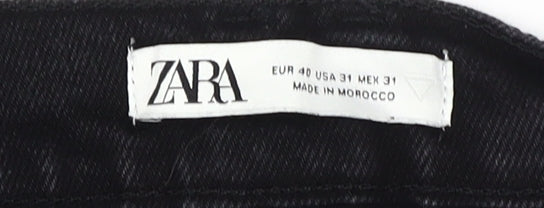 ZARA
EUR 40 USA 31 MEX 31
MADE IN MOROCCO